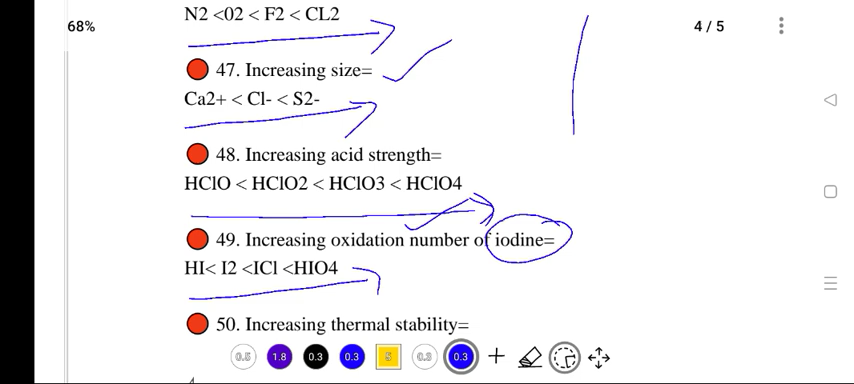 N2 <02 < F2 < CL2
68%
4 / 5
47. Increasing size=
Ca2+ < Cl- < S2-
48. Increasing acid strength=
HClO < HClO2 < HClO3 < HClO4
49. Increasing oxidation number of iodine=
HI< I2 <ICl <HIO4
50. Increasing thermal stability=
0.5 1.8 0.3 0.3 5 0.3 0.3